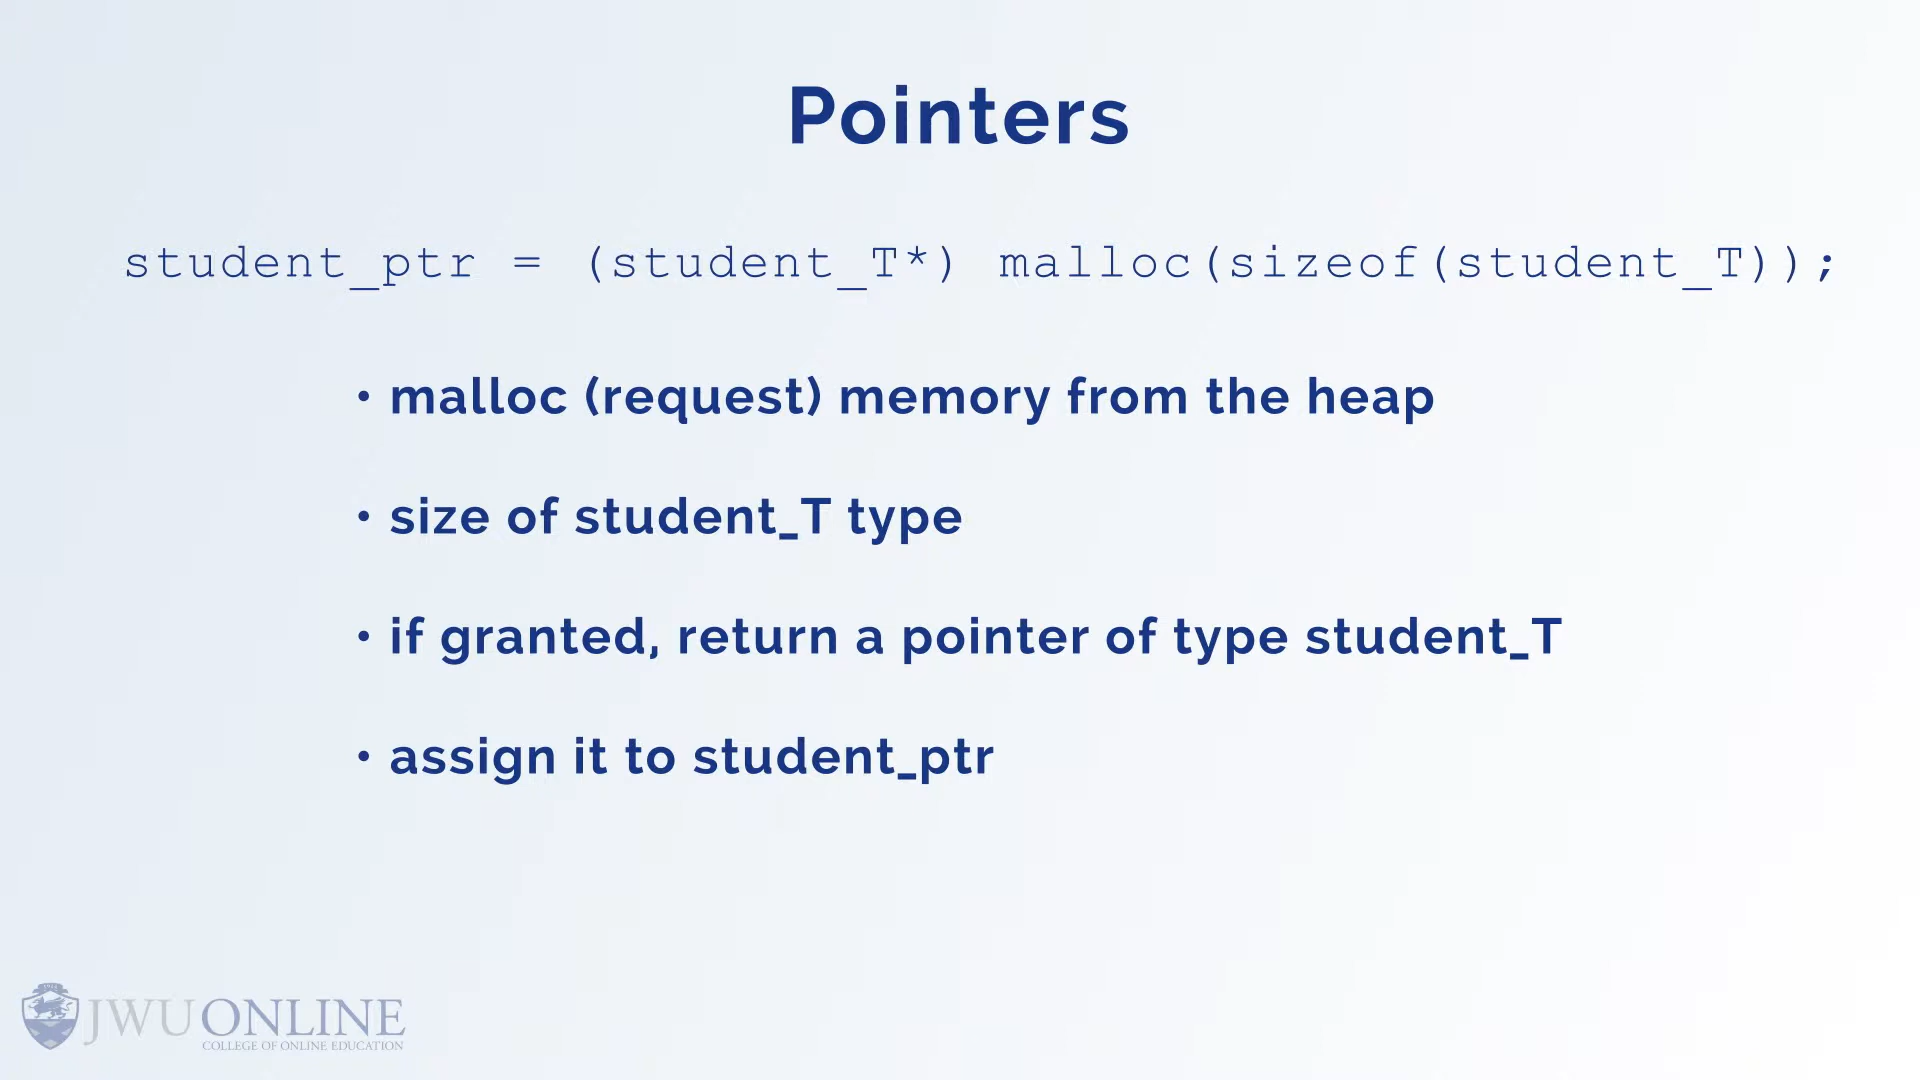 Pointers
student_ptr = (student_T*) malloc(sizeof(student_T));
• malloc (request) memory from the heap
• size of student_T type
• if granted, return a pointer of type student_T
• assign it to student_ptr
JWU ONLINE
COLLEGE OF ONLINE EDUCATION